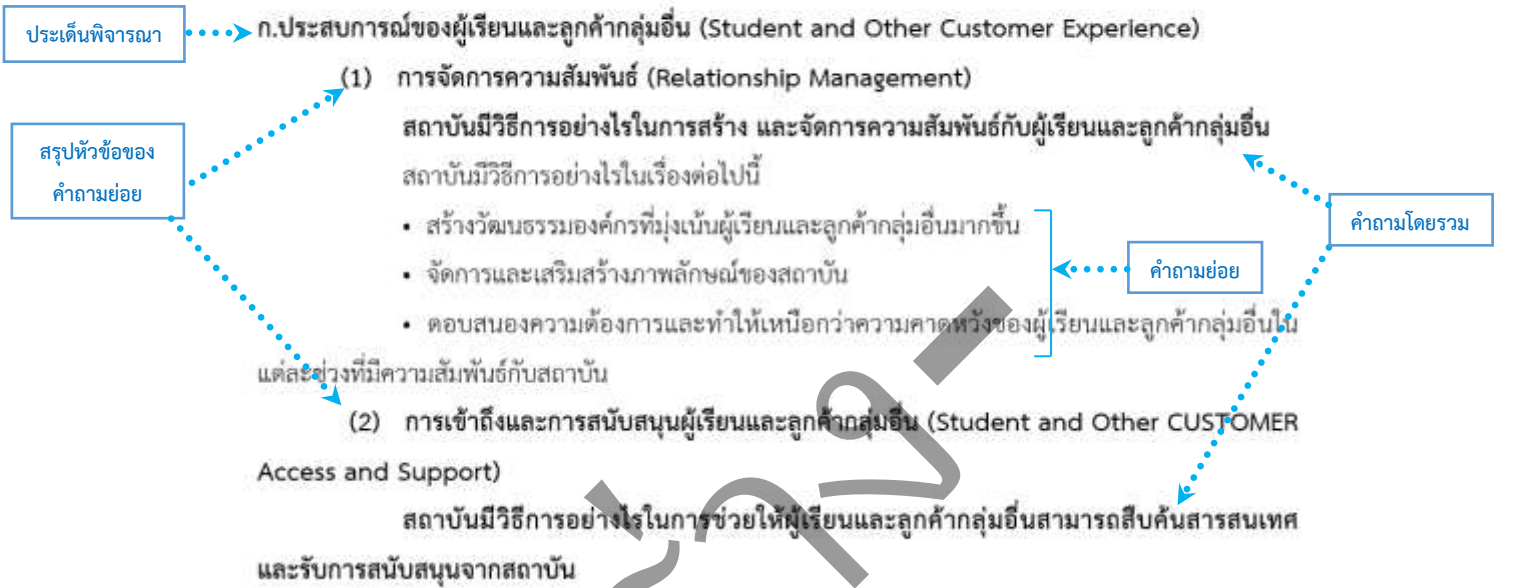 ประเด็นพิจารณา
ก.ประสบการณ์ของผู้เรียนและลูกค้ากลุ่มอื่น (Student and Other Customer Experience)
(1) การจัดการความสัมพันธ์ (Relationship Management)
สถาบันมีวิธีการอย่างไรในการสร้าง และจัดการความสัมพันธ์กับผู้เรียนและลูกค้ากลุ่มอื่น
สรุปหัวข้อของ
คำถามย่อย
สถาบันมีวิธีการอย่างไรในเรื่องต่อไปนี้
• สร้างวัฒนธรรมองค์กรที่มุ่งเน้นผู้เรียนและลูกค้ากลุ่มอื่นมากขึ้น
คำถามโดยรวม
• จัดการและเสริมสร้างภาพลักษณ์ของสถาบัน
คำถามย่อย
• ตอบสนองความต้องการและทำให้เหนือกว่าความคาดหวังของผู้เรียนและลูกค้ากลุ่มอื่นใน
แต่ละช่วงที่มีความสัมพันธ์กับสถาบัน
(2) การเข้าถึงและการสนับสนุนผู้เรียนและลูกค้ากลุ่มอื่น (Student and Other CUSTOMER
Access and Support)
สถาบันมีวิธีการอย่างไรในการช่วยให้ผู้เรียนและลูกค้ากลุ่มอื่นสามารถสืบค้นสารสนเทศ
และรับการสนับสนุนจากสถาบัน